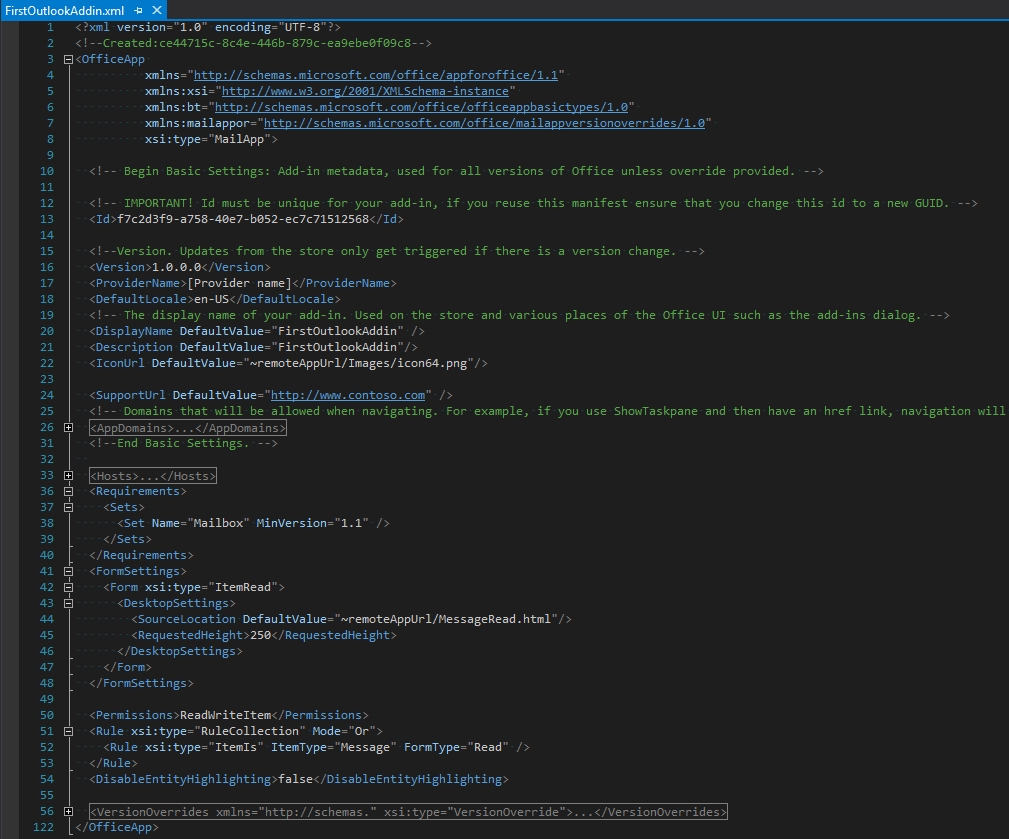 FirstOutlookAddin.xml
1 <?xml version="1.0" encoding="UTF-8"?>
2 <!--Created:ce44715c-8c4e-446b-879c-ea9ebe0f09c8-->
3 <OfficeApp
4 xmlns="http://schemas.microsoft.com/office/appforoffice/1.1"
5 xmlns:xsi="http://www.w3.org/2001/XMLSchema-instance"
6 xmlns:bt="http://schemas.microsoft.com/office/officeappbasictypes/1.0"
7 xmlns:mailappor="http://schemas.microsoft.com/office/mailappversionoverrides/1.0"
8 xsi:type="MailApp">
9
10 <!-- Begin Basic Settings: Add-in metadata, used for all versions of Office unless override provided. -->
11
12 <!-- IMPORTANT! Id must be unique for your add-in, if you reuse this manifest ensure that you change this id to a new GUID. -->
13 <Id>f7c2d3f9-a758-40e7-b052-ec7c71512568</Id>
14
15 <!--Version. Updates from the store only get triggered if there is a version change. -->
16 <Version>1.0.0.0</Version>
17 <ProviderName>[Provider name]</ProviderName>
18 <DefaultLocale>en-US</DefaultLocale>
19 <!-- The display name of your add-in. Used on the store and various places of the Office UI such as the add-ins dialog. -->
20 <DisplayName DefaultValue="FirstOutlookAddin" />
21 <Description DefaultValue="FirstOutlookAddin"/>
22 <IconUrl DefaultValue="~remoteAppUrl/Images/icon64.png"/>
23
24 <SupportUrl DefaultValue="http://www.contoso.com" />
25 <!-- Domains that will be allowed when navigating. For example, if you use ShowTaskpane and then have an href link, navigation will
26 <AppDomains>...</AppDomains>
31 <!--End Basic Settings. -->
32
33 <Hosts>...</Hosts>
36 <Requirements>
37 <Sets>
38 <Set Name="Mailbox" MinVersion="1.1" />
39 </Sets>
40 </Requirements>
41 <FormSettings>
42 <Form xsi:type="ItemRead">
43 <DesktopSettings>
44 <SourceLocation DefaultValue="~remoteAppUrl/MessageRead.html"/>
45 <RequestedHeight>250</RequestedHeight>
46 </DesktopSettings>
47 </Form>
48 </FormSettings>
49
50 <Permissions>ReadWriteItem</Permissions>
51 <Rule xsi:type="RuleCollection" Mode="Or">
52 <Rule xsi:type="ItemIs" ItemType="Message" FormType="Read" />
53 </Rule>
54 <DisableEntityHighlighting>false</DisableEntityHighlighting>
55
56 <VersionOverrides xmlns="http://schemas." xsi:type="VersionOverride">...</VersionOverrides>
122 </OfficeApp>